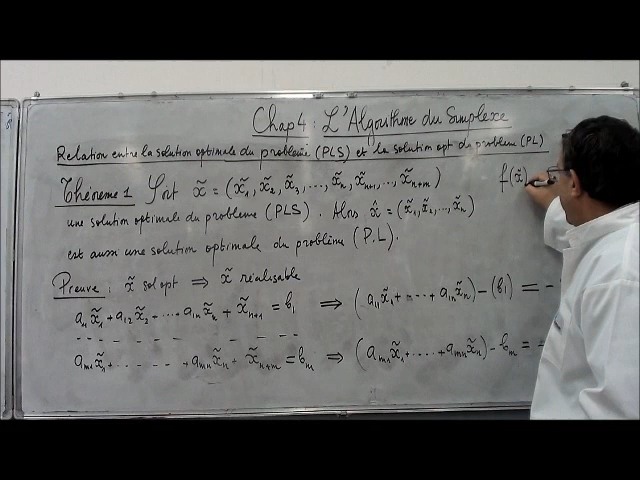 Chap 4 : L'Algorithme du Simplexe
Relation entre la solution optimale du problème (PLS) et la solution opt du problem (PL)
Théorème 1 Soit x̃ = (x̃₁, x̃₂, x̃₃, ..., x̃ₙ, x̃ₙ₊₁, ..., x̃ₙ₊ₘ)
f(x̃)
une solution optimale du problème (PLS). Alors x̂ = (x̃₁, x̃₂, ..., x̃ₙ)
est aussi une solution optimale du problème (P.L).
Preuve : x̃ sol opt ⇒ x̃ réalisable
a₁₁x̃₁ + a₁₂x̃₂ + ... + a₁ₙx̃ₙ + x̃ₙ₊₁ = b₁ ⇒ (a₁₁x̃₁ + ... + a₁ₙx̃ₙ) - (b₁) = -
aₘ₁x̃₁ + ... + aₘₙx̃ₙ + x̃ₙ₊ₘ = bₘ ⇒ (aₘ₁x̃₁ + .... + aₘₙx̃ₙ) - bₘ = -